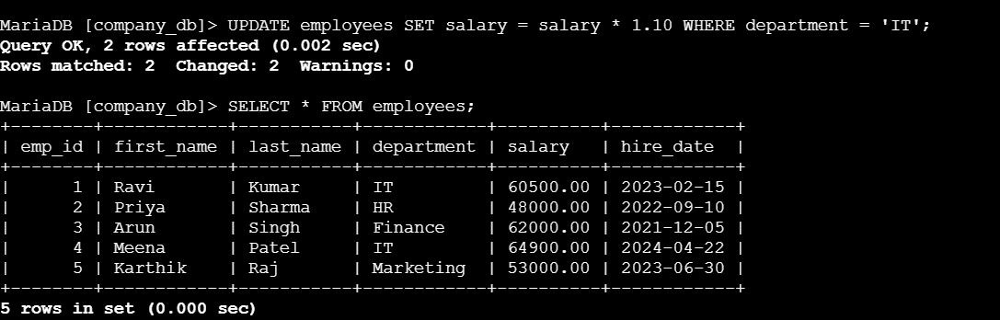 MariaDB [company_db]> UPDATE employees SET salary = salary * 1.10 WHERE department = 'IT';
Query OK, 2 rows affected (0.002 sec)
Rows matched: 2  Changed: 2  Warnings: 0

MariaDB [company_db]> SELECT * FROM employees;
+--------+------------+-----------+------------+----------+------------+
| emp_id | first_name | last_name | department | salary   | hire_date  |
+--------+------------+-----------+------------+----------+------------+
|      1 | Ravi       | Kumar     | IT         | 60500.00 | 2023-02-15 |
|      2 | Priya      | Sharma    | HR         | 48000.00 | 2022-09-10 |
|      3 | Arun       | Singh     | Finance    | 62000.00 | 2021-12-05 |
|      4 | Meena      | Patel     | IT         | 64900.00 | 2024-04-22 |
|      5 | Karthik    | Raj       | Marketing  | 53000.00 | 2023-06-30 |
+--------+------------+-----------+------------+----------+------------+
5 rows in set (0.000 sec)